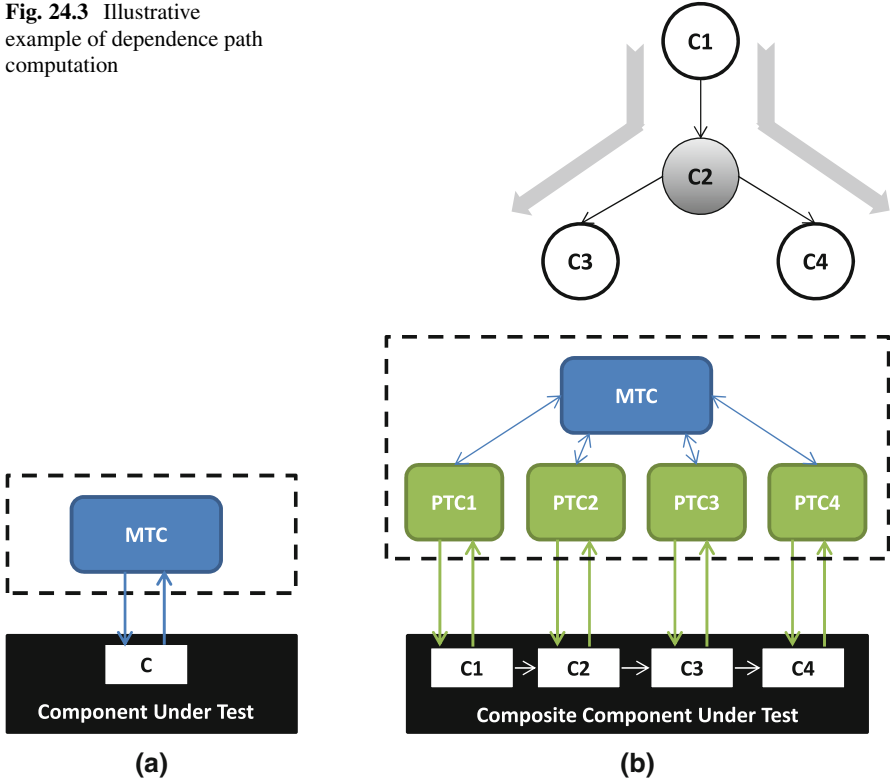 Fig. 24.3 Illustrative
example of dependence path
computation
C1
C2
C3
C4
MTC
C
Component Under Test
(a)
MTC
PTC1
PTC2
PTC3
PTC4
C1
C2
C3
C4
Composite Component Under Test
(b)